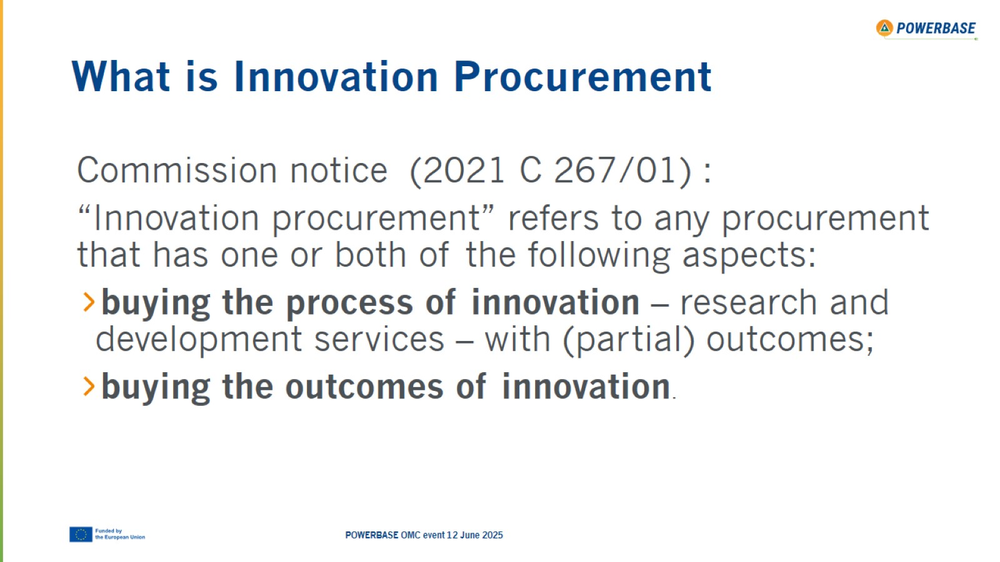 POWERBASE
What is Innovation Procurement
Commission notice (2021 C 267/01) :
“Innovation procurement” refers to any procurement
that has one or both of the following aspects:
buying the process of innovation – research and
development services – with (partial) outcomes;
buying the outcomes of innovation.
Funded by
the European Union
POWERBASE OMC event 12 June 2025